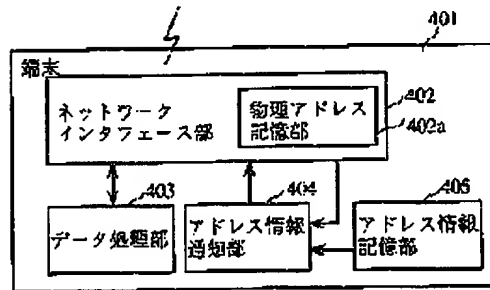 401
端末
ネットワーク
インタフェース部
物理アドレス
記憶部
402
402a
403
データ処理部
404
アドレス情報
通知部
405
アドレス情報
記憶部